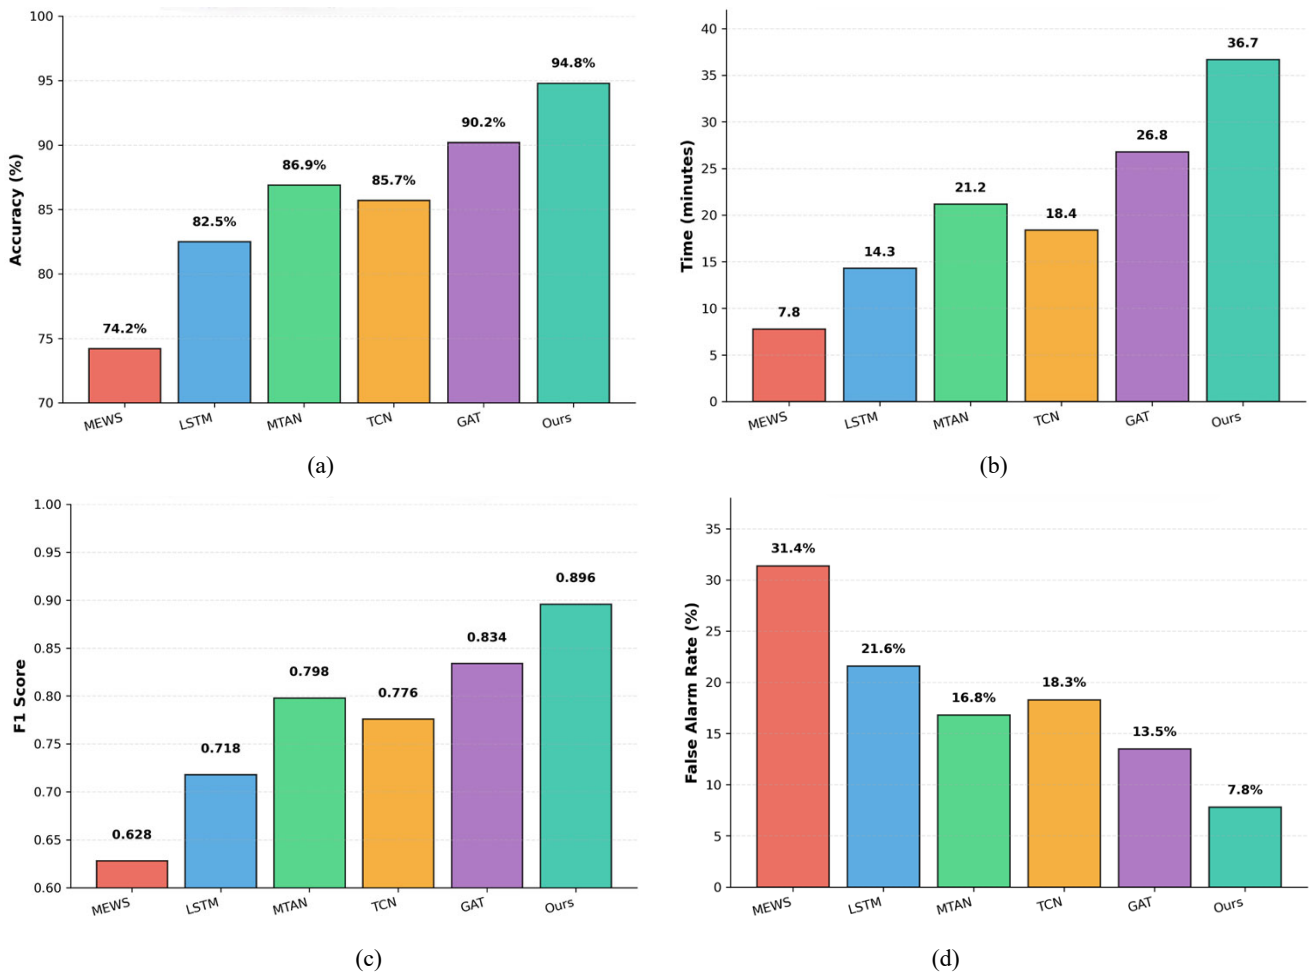 100
95
90
85
80
75
70
Accuracy (%)
74.2%
82.5%
86.9%
85.7%
90.2%
94.8%
MEWS
LSTM
MTAN
TCN
GAT
Ours
(a)
40
35
30
25
20
15
10
5
0
Time (minutes)
7.8
14.3
21.2
18.4
26.8
36.7
MEWS
LSTM
MTAN
TCN
GAT
Ours
(b)
1.00
0.95
0.90
0.85
0.80
0.75
0.70
0.65
0.60
F1 Score
0.628
0.718
0.798
0.776
0.834
0.896
MEWS
LSTM
MTAN
TCN
GAT
Ours
(c)
35
30
25
20
15
10
5
0
False Alarm Rate (%)
31.4%
21.6%
16.8%
18.3%
13.5%
7.8%
MEWS
LSTM
MTAN
TCN
GAT
Ours
(d)